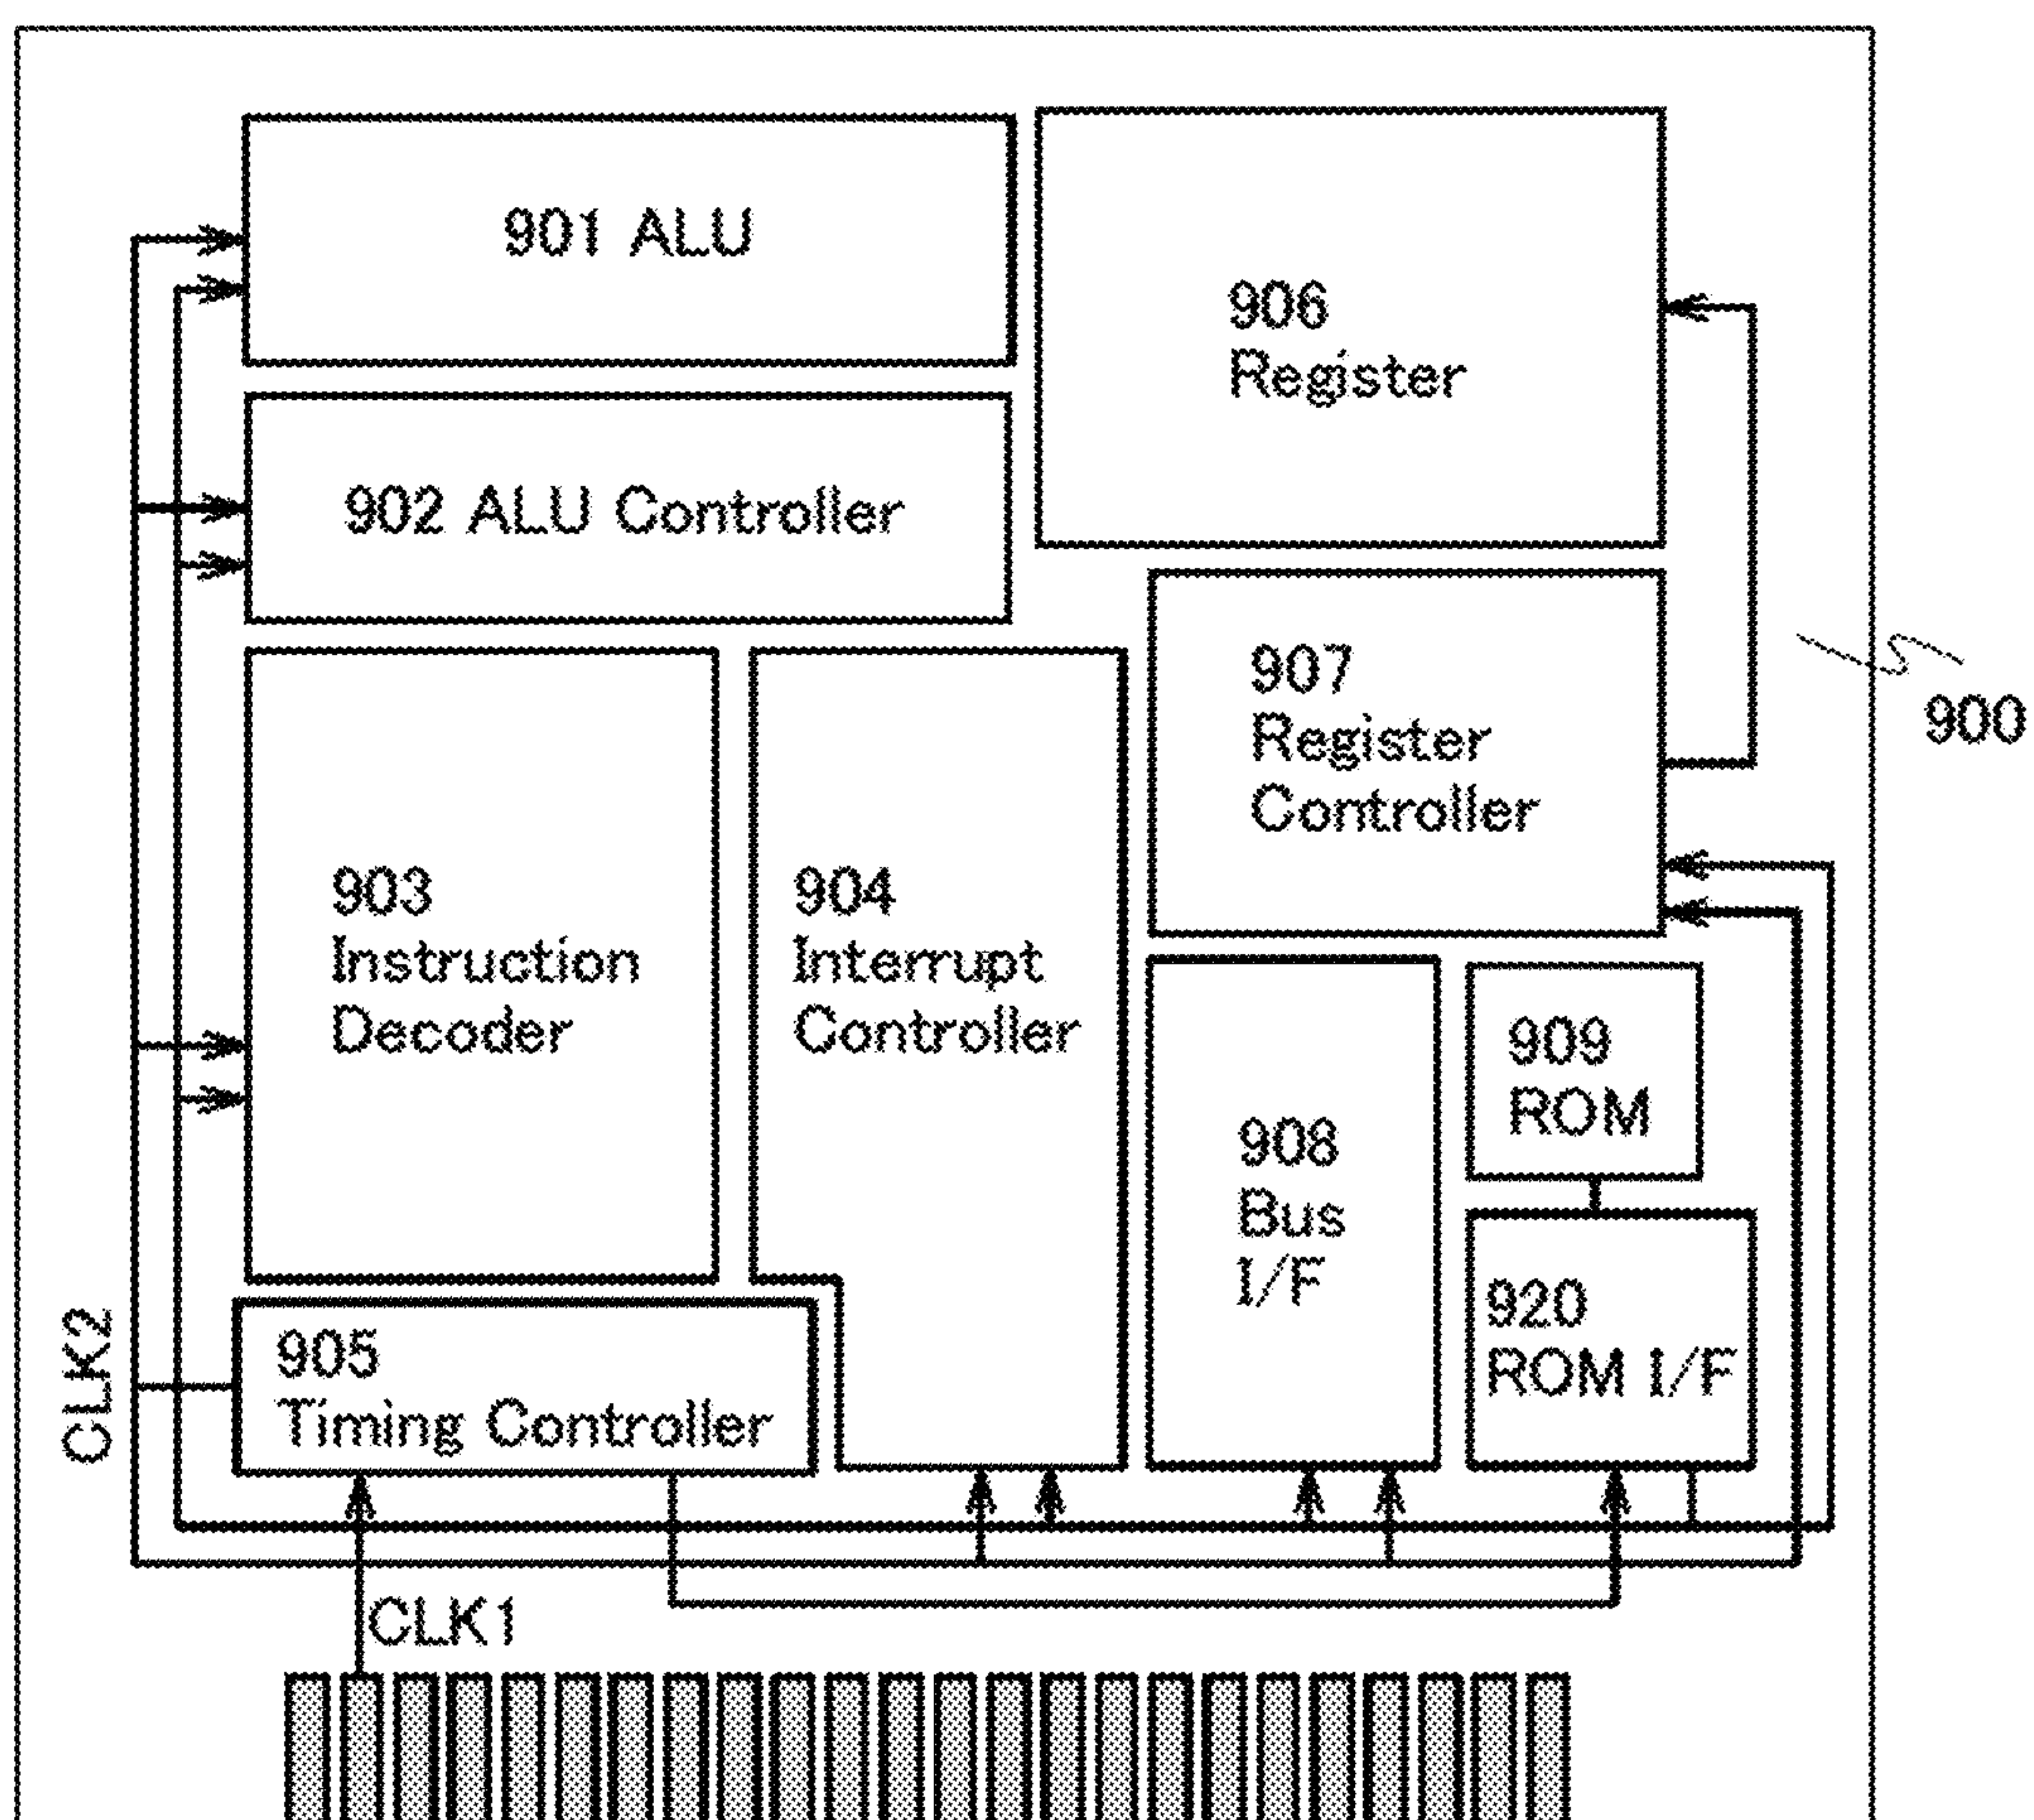 901 ALU
906
Register
902 ALU Controller
907
Register
Controller
900
903
Instruction
Decoder
904
Interrupt
Controller
909
ROM
908
Bus
I/F
920
ROM I/F
905
Timing Controller
CLK2
CLK1